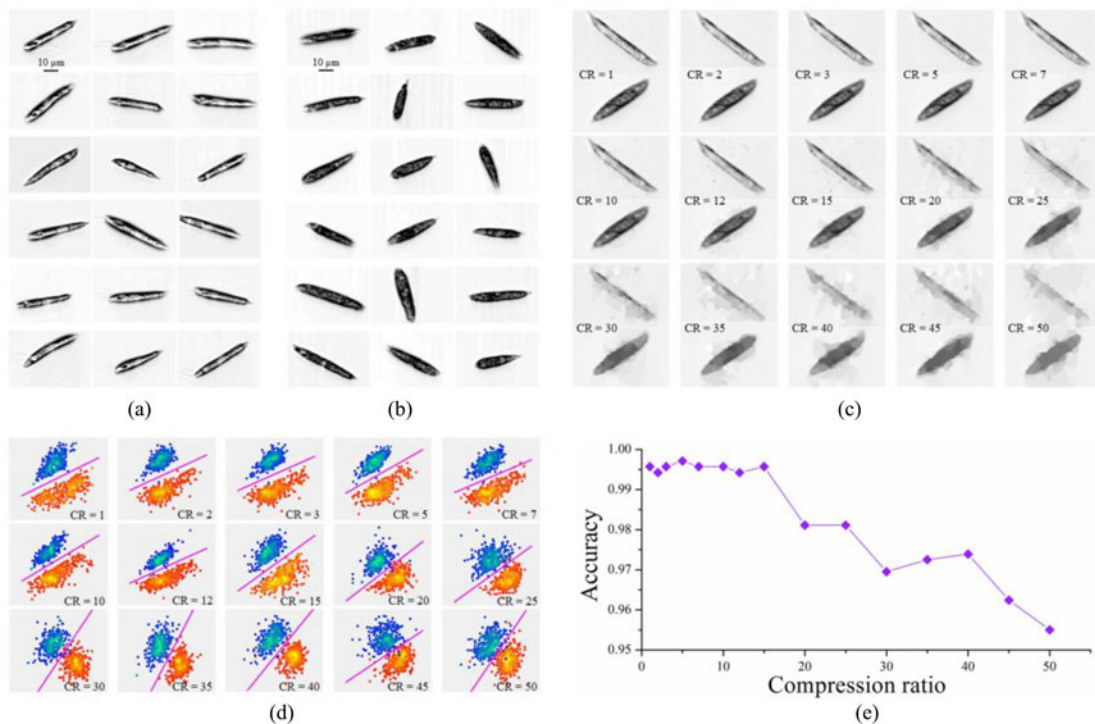 10 μm
10 μm
(a)
(b)
CR = 1
CR = 2
CR = 3
CR = 5
CR = 7
CR = 10
CR = 12
CR = 15
CR = 20
CR = 25
CR = 30
CR = 35
CR = 40
CR = 45
CR = 50
(c)
CR = 1
CR = 2
CR = 3
CR = 5
CR = 7
CR = 10
CR = 12
CR = 15
CR = 20
CR = 25
CR = 30
CR = 35
CR = 40
CR = 45
CR = 50
(d)
1.00
0.99
0.98
0.97
0.96
0.95
Accuracy
0 10 20 30 40 50
Compression ratio
(e)